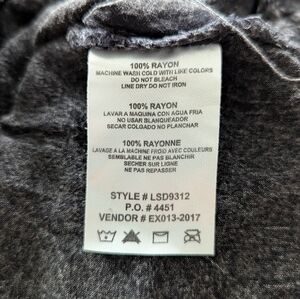 100% RAYON
MACHINE WASH COLD WITH LIKE COLORS
DO NOT BLEACH
LINE DRY DO NOT IRON
100% RAYON
LAVAR A MAQUINA CON AGUA FRIA
NO USAR BLANQUEADOR
SECAR COLGADO NO PLANCHAR
100% RAYONNE
LAVAGE A LA MACHINE FROID AVEC COULEURS
SEMBLABLE NE PAS BLANCHIR
SECHER SUR LIGNE
NE PAS REPASSER
STYLE # LSD9312
P.O. # 4451
VENDOR # EX013-2017